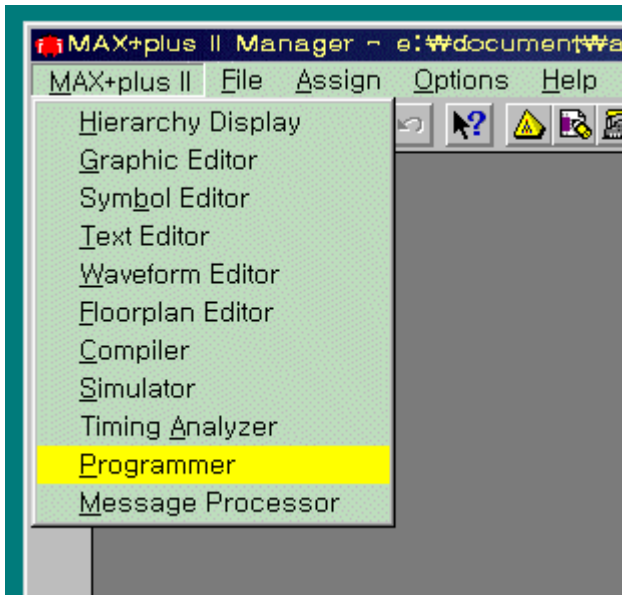 MAX+plus II Manager - e:₩document₩a
MAX+plus II File Assign Options Help
Hierarchy Display
Graphic Editor
Symbol Editor
Text Editor
Waveform Editor
Floorplan Editor
Compiler
Simulator
Timing Analyzer
Programmer
Message Processor